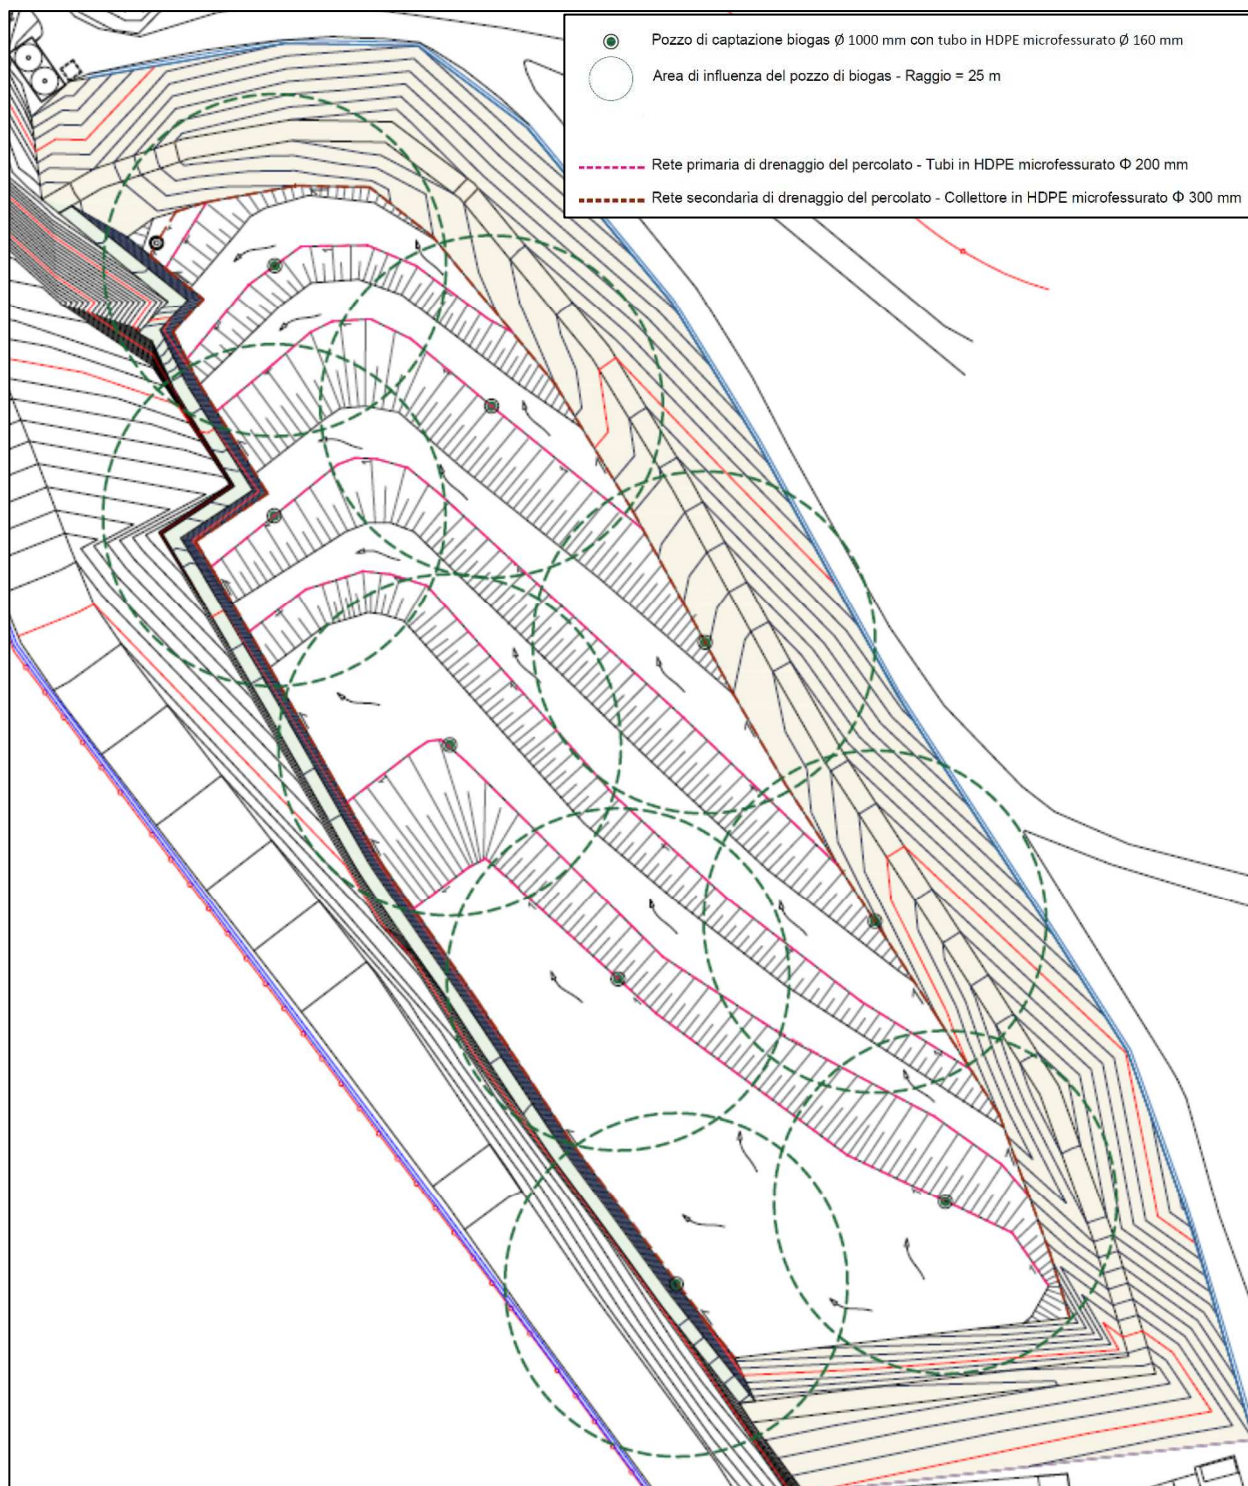 Pozzo di captazione biogas Ø 1000 mm con tubo in HDPE microfessurato Ø 160 mm
Area di influenza del pozzo di biogas - Raggio = 25 m
Rete primaria di drenaggio del percolato - Tubi in HDPE microfessurato Φ 200 mm
Rete secondaria di drenaggio del percolato - Collettore in HDPE microfessurato Φ 300 mm